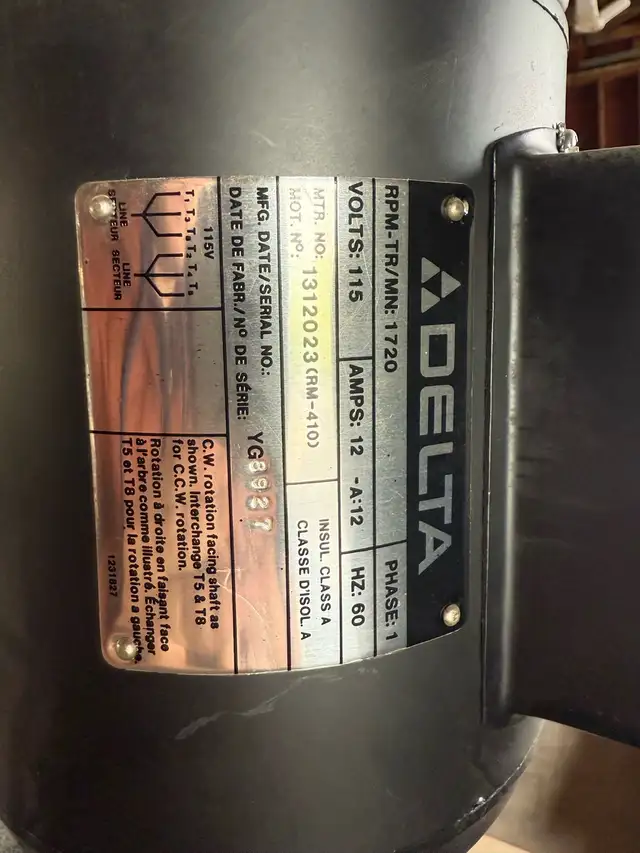 DELTA
RPM-TR/MN: 1720 PHASE: 1
VOLTS: 115 AMPS: 12 -A:12 HZ: 60
MTR. NO: 1312023 (RM-410) INSUL. CLASS A
MOT. Nº: CLASSE D'ISOL. A
MFG. DATE/SERIAL NO.:
DATE DE FABR./Nº DE SÉRIE: YG8937
115V
T₁ T₃ T₈ T₂ T₄ T₅
LINE LINE
SECTEUR SECTEUR
C.W. rotation facing shaft as
shown. Interchange T5 & T8
for C.C.W. rotation.
Rotation à droite en faisant face
à l'arbre comme illustré. Échanger
T5 et T8 pour la rotation a gauche.
1231827